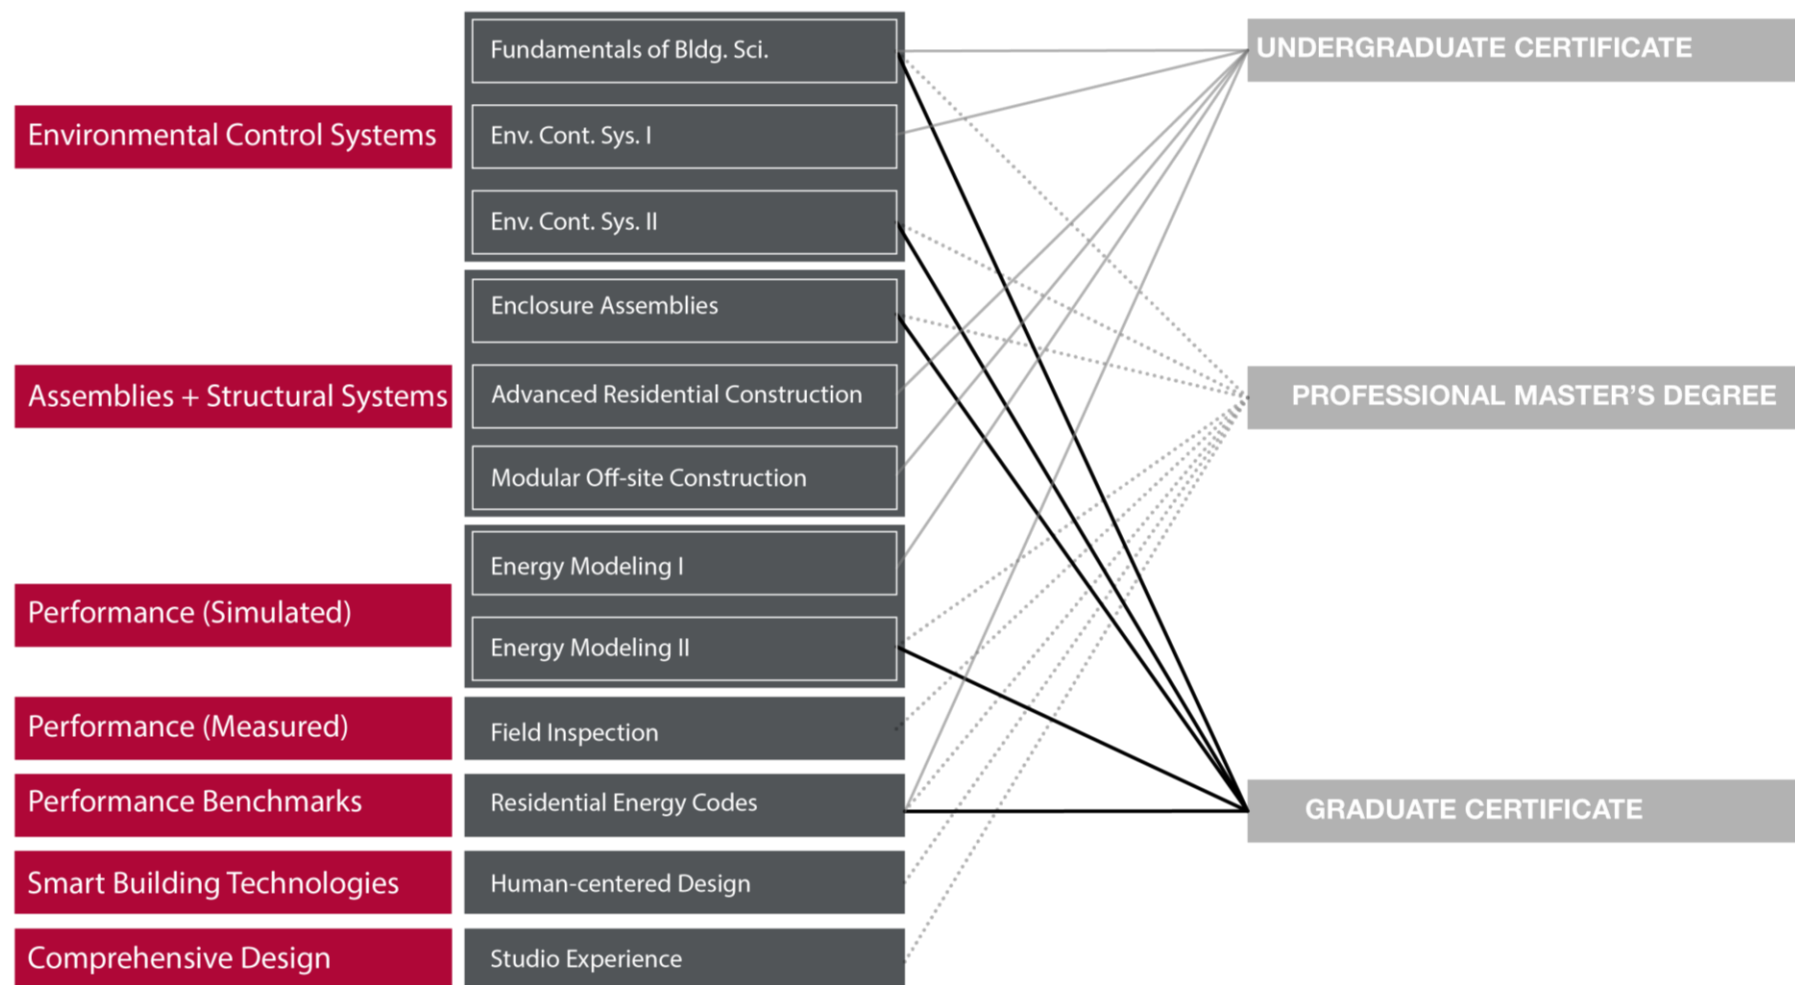 Fundamentals of Bldg. Sci.
UNDERGRADUATE CERTIFICATE
Environmental Control Systems
Env. Cont. Sys. I
Env. Cont. Sys. II
Enclosure Assemblies
Assemblies + Structural Systems
Advanced Residential Construction
PROFESSIONAL MASTER'S DEGREE
Modular Off-site Construction
Energy Modeling I
Performance (Simulated)
Energy Modeling II
Performance (Measured)
Field Inspection
Performance Benchmarks
Residential Energy Codes
GRADUATE CERTIFICATE
Smart Building Technologies
Human-centered Design
Comprehensive Design
Studio Experience